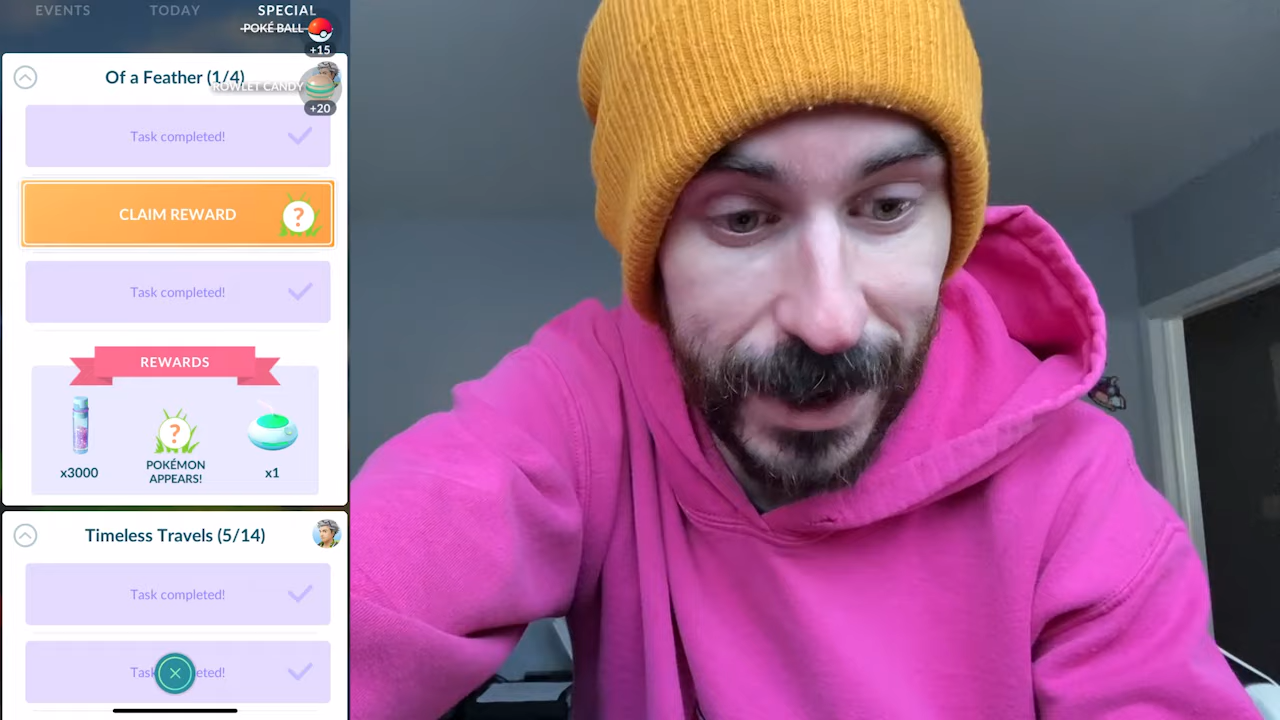 EVENTS
TODAY
SPECIAL
POKÉ BALL
+15
Of a Feather (1/4)
ROWLET CANDY
+20
Task completed!
CLAIM REWARD
?
Task completed!
REWARDS
?
x3000
POKÉMON
APPEARS!
x1
Timeless Travels (5/14)
Task completed!